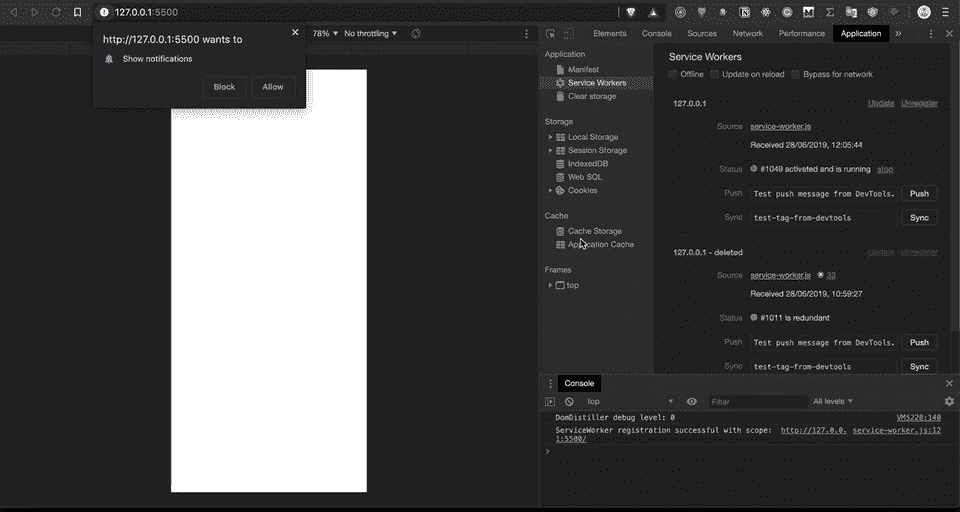 127.0.0.1:5500
http://127.0.0.1:5500 wants to
Show notifications
Block
Allow
78%
No throttling
Elements
Console
Sources
Network
Performance
Application
Application
Manifest
Service Workers
Clear storage
Storage
Local Storage
Session Storage
IndexedDB
Web SQL
Cookies
Cache
Cache Storage
Application Cache
Frames
top
Service Workers
Offline
Update on reload
Bypass for network
127.0.0.1
Update
Unregister
Source
service-worker.js
Received 28/06/2019, 12:05:44
Status
#1049 activated and is running
stop
Push
Test push message from DevTools.
Push
Sync
test-tag-from-devtools
Sync
127.0.0.1 - deleted
Update
Unregister
Source
service-worker.js
33
Received 28/06/2019, 10:59:27
Status
#1011 is redundant
Push
Test push message from DevTools.
Push
Sync
test-tag-from-devtools
Sync
Console
top
Filter
All levels
DomDistiller debug level: 0
VM5220:140
ServiceWorker registration successful with scope: http://127.0.0.
service-worker.js:12
1:5500/